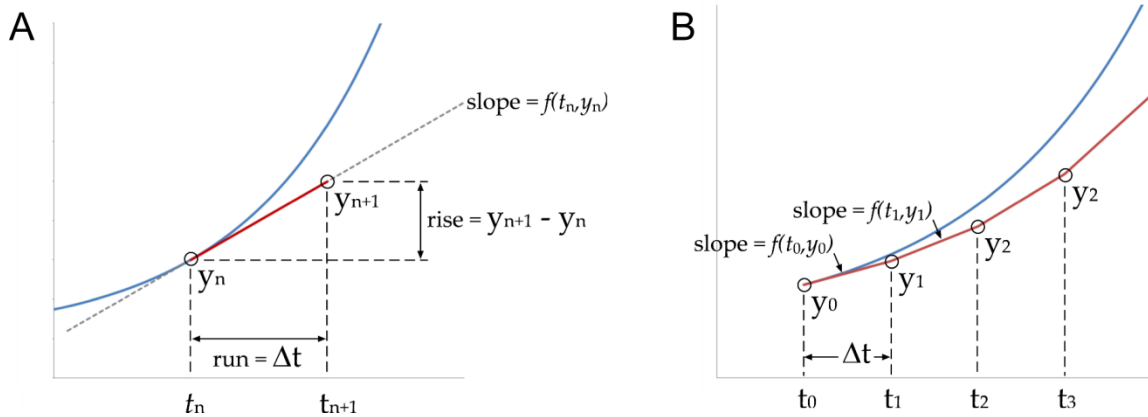 A
slope = f(tn,yn)
yn+1
rise = yn+1 - yn
yn
run = Δt
tn
tn+1
B
slope = f(t1,y1)
slope = f(t0,y0)
y2
y2
y1
y0
Δt
t0
t1
t2
t3